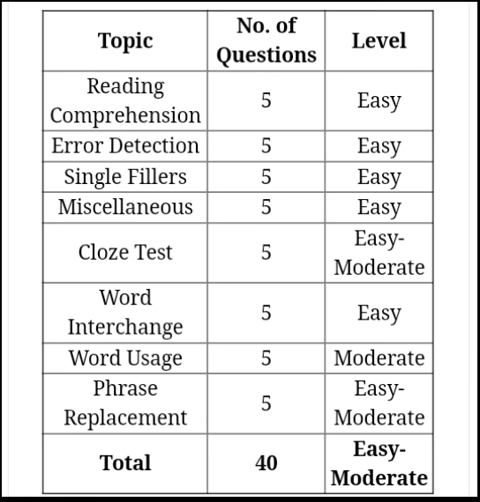 Topic No. of Questions Level
Reading Comprehension 5 Easy
Error Detection 5 Easy
Single Fillers 5 Easy
Miscellaneous 5 Easy
Cloze Test 5 Easy-Moderate
Word Interchange 5 Easy
Word Usage 5 Moderate
Phrase Replacement 5 Easy-Moderate
Total 40 Easy-Moderate